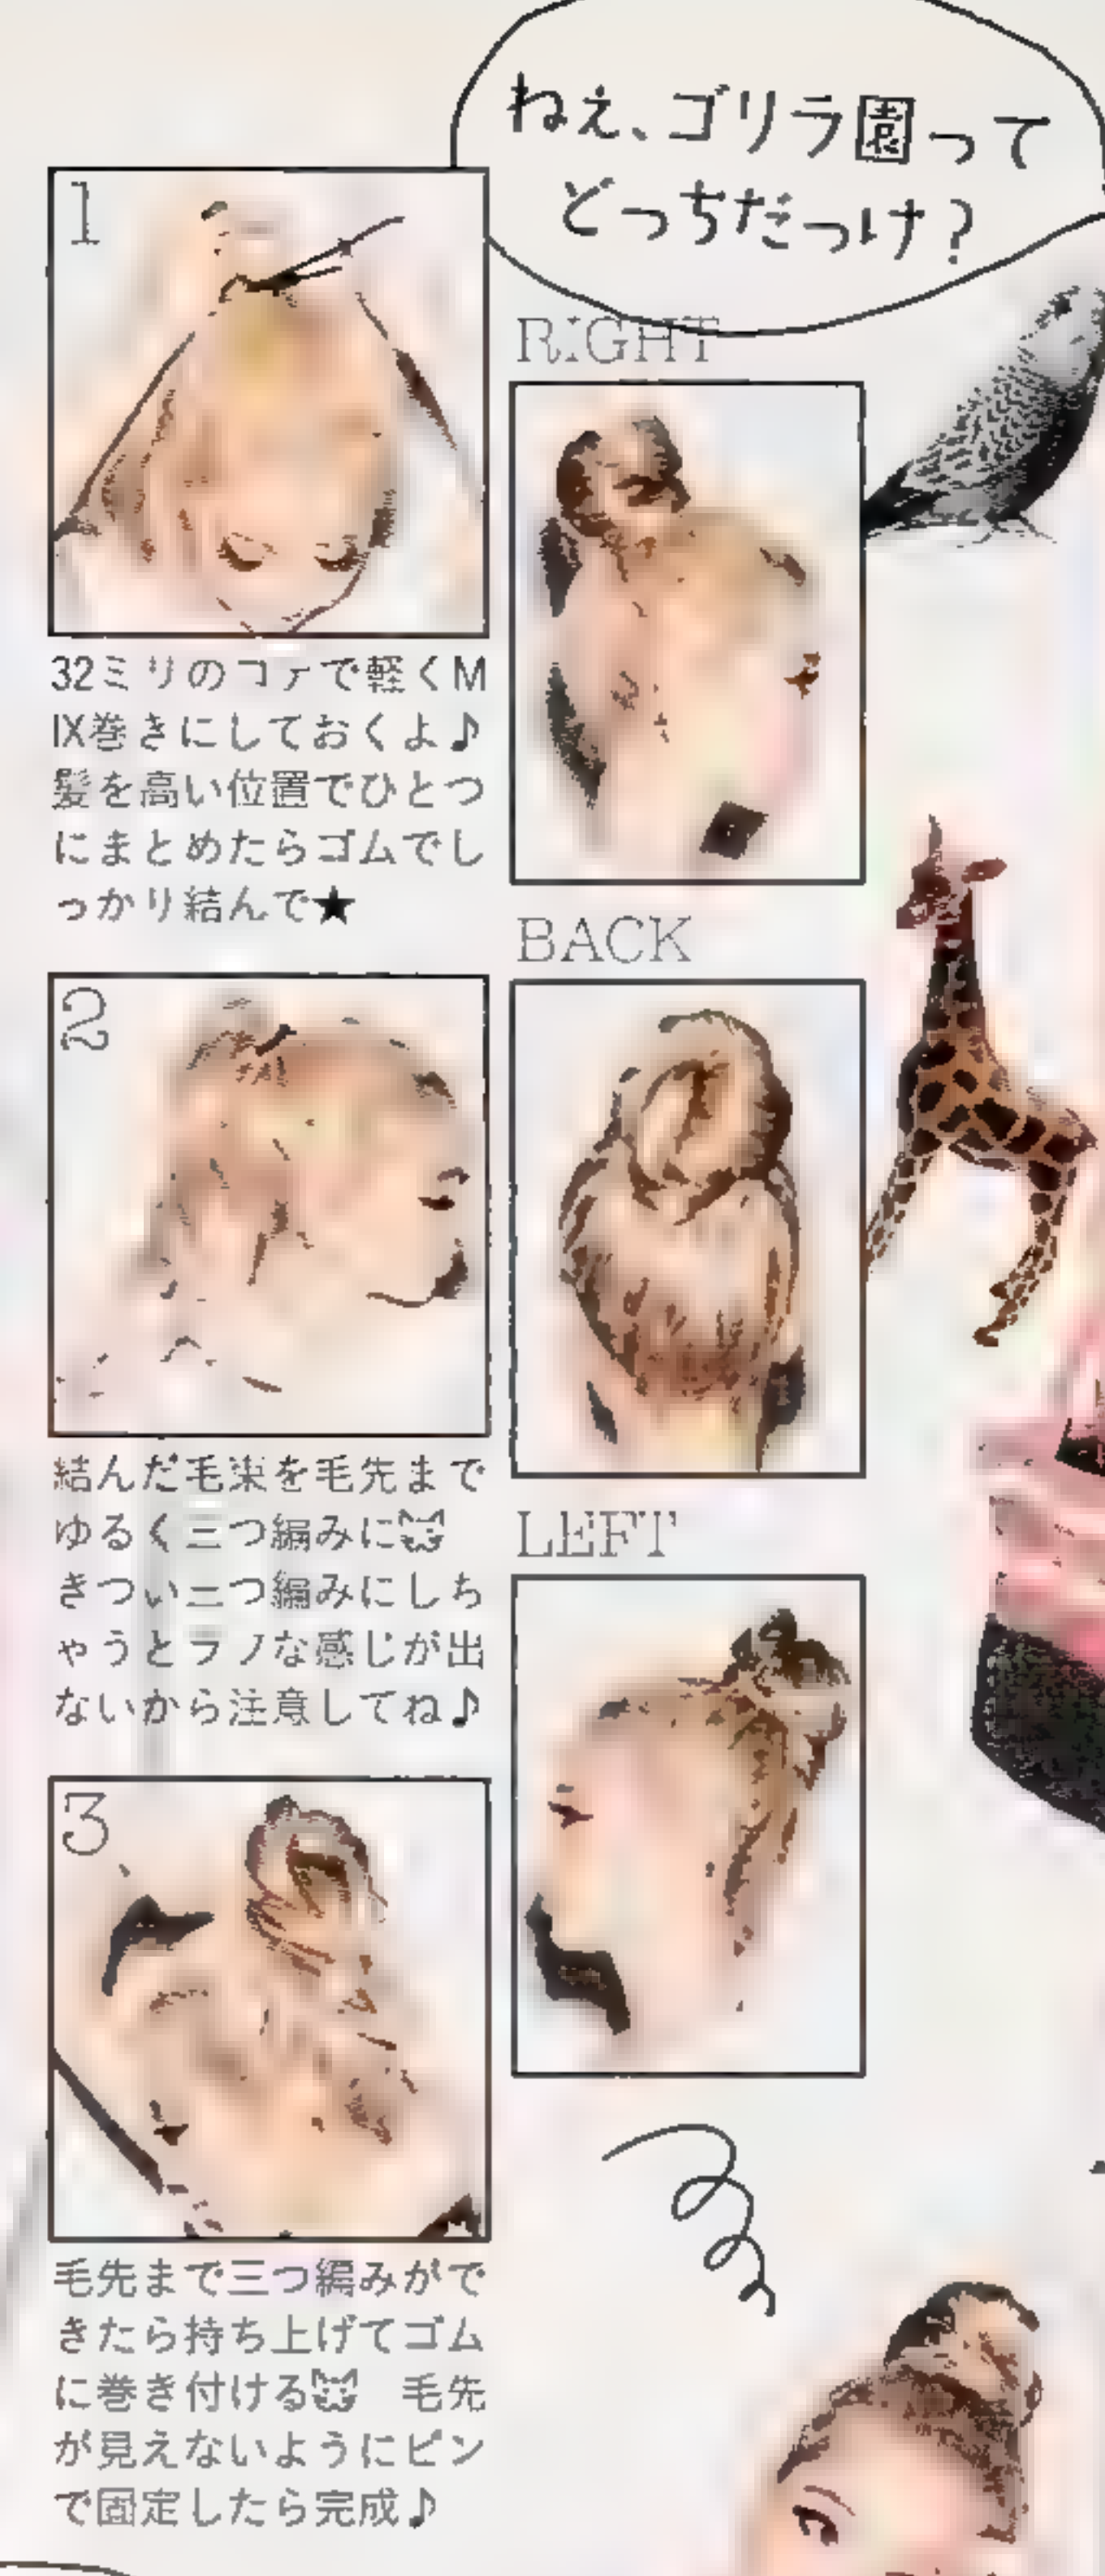 ねぇ、ゴリラ園って
どっちだっけ？
1
32ミリのコテで軽くM
IX巻きにしておくよ♪
髪を高い位置でひとつ
にまとめたらゴムでし
っかり結んで★
2
結んだ毛束を毛先まで
ゆるく三つ編みに
きつい三つ編みにしち
ゃうとラフな感じが出
ないから注意してね♪
3
毛先まで三つ編みがで
きたら持ち上げてゴム
に巻き付ける　毛先
が見えないようにピン
で固定したら完成♪
RIGHT
BACK
LEFT